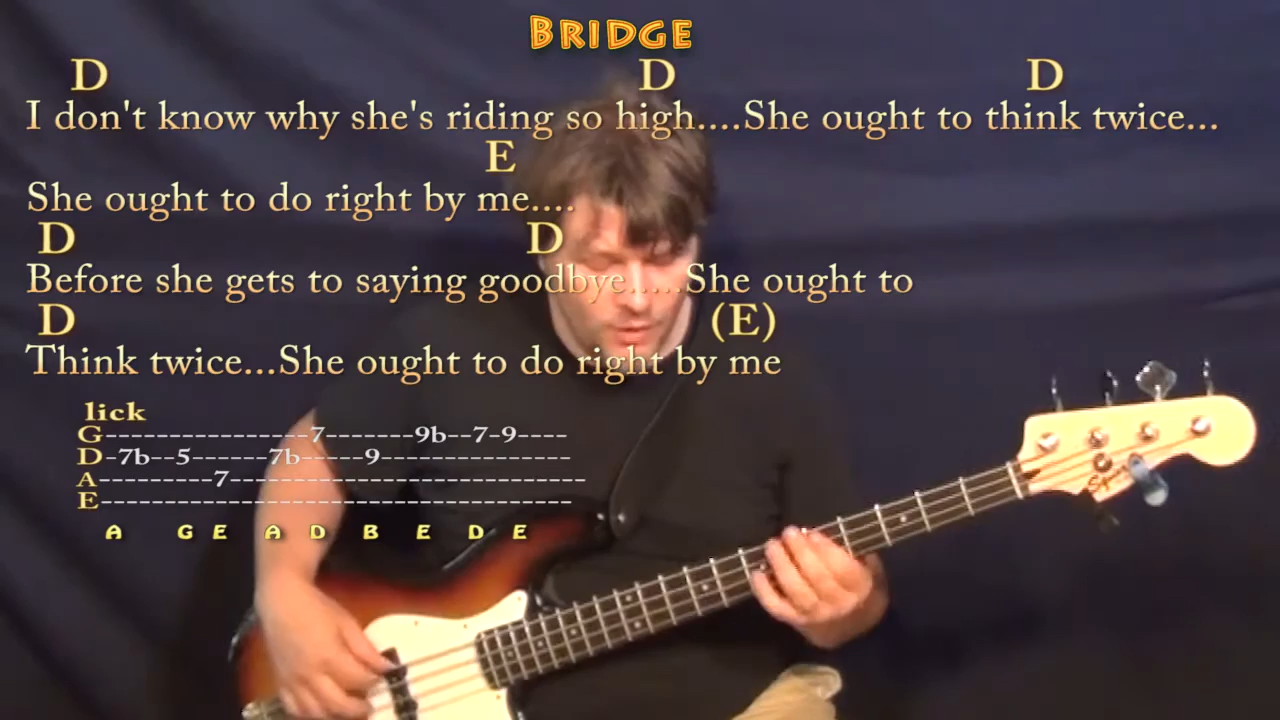 BRIDGE
D D D
I don't know why she's riding so high....She ought to think twice...
E
She ought to do right by me....
D D
Before she gets to saying goodbye.....She ought to
D (E)
Think twice...She ought to do right by me
lick
G---------------7-------9b--7-9----
D-7b--5------7b-----9---------------
A---------7----------------------------
E-------------------------------------
A G E A D B E D E
Squier